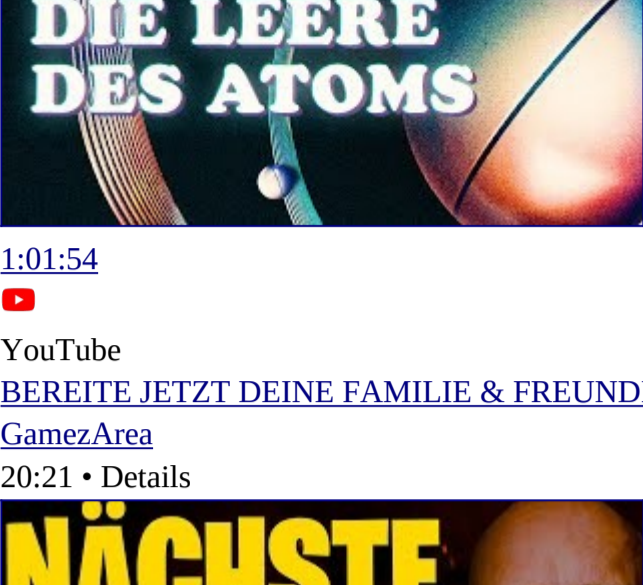 DIE LEERE
DES ATOMS
1:01:54
YouTube
BEREITE JETZT DEINE FAMILIE & FREUND
GamezArea
20:21 • Details
NÄCHSTE